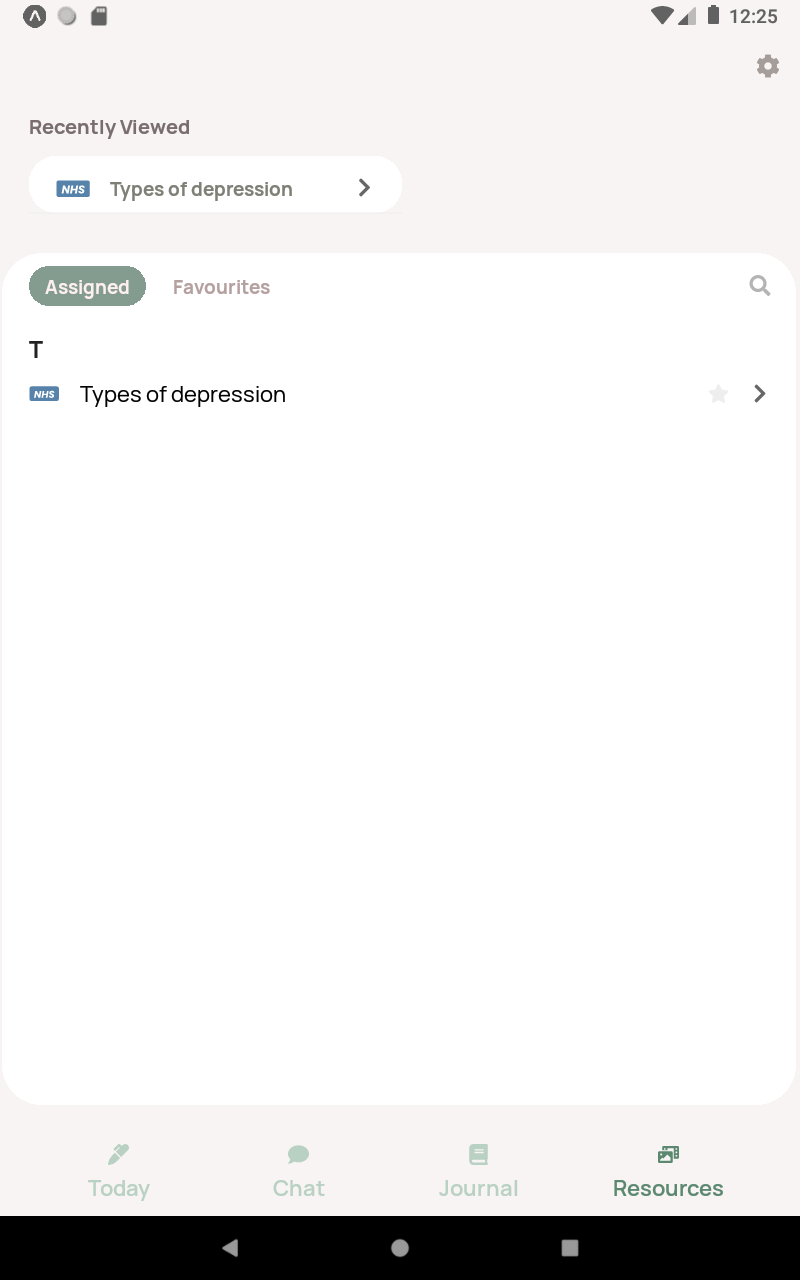 12:25
Recently Viewed
NHS Types of depression
Assigned Favourites
T
NHS Types of depression
Today Chat Journal Resources